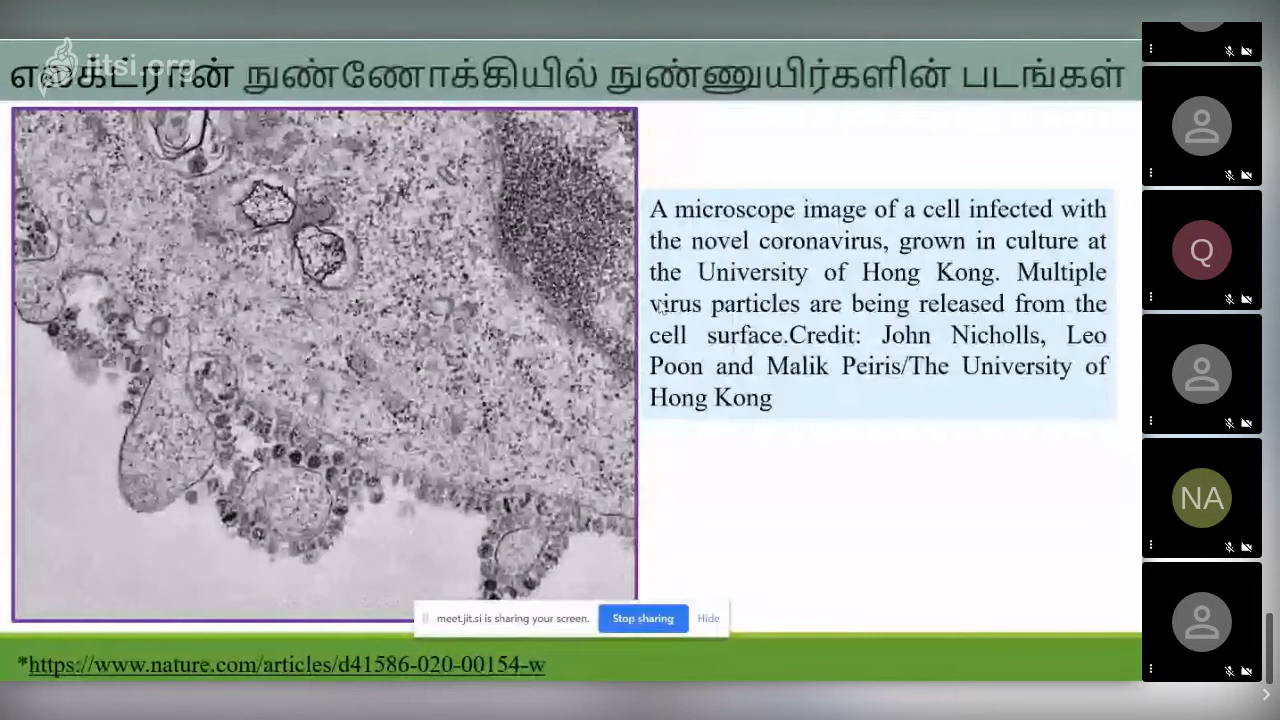 jitsi.org
எலக்ட்ரான் நுண்ணோக்கியில் நுண்ணுயிர்களின் படங்கள்
A microscope image of a cell infected with
the novel coronavirus, grown in culture at
the University of Hong Kong. Multiple
virus particles are being released from the
cell surface.Credit: John Nicholls, Leo
Poon and Malik Peiris/The University of
Hong Kong
Q
NA
meet.jit.si is sharing your screen. Stop sharing Hide
*https://www.nature.com/articles/d41586-020-00154-w